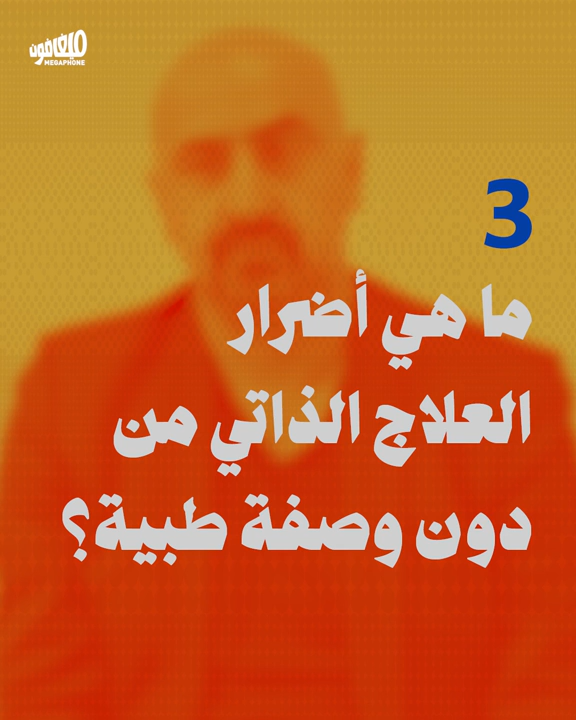 ميغافون
MEGAPHONE
3
ما هي أضرار
العلاج الذاتي من
دون وصفة طبية؟